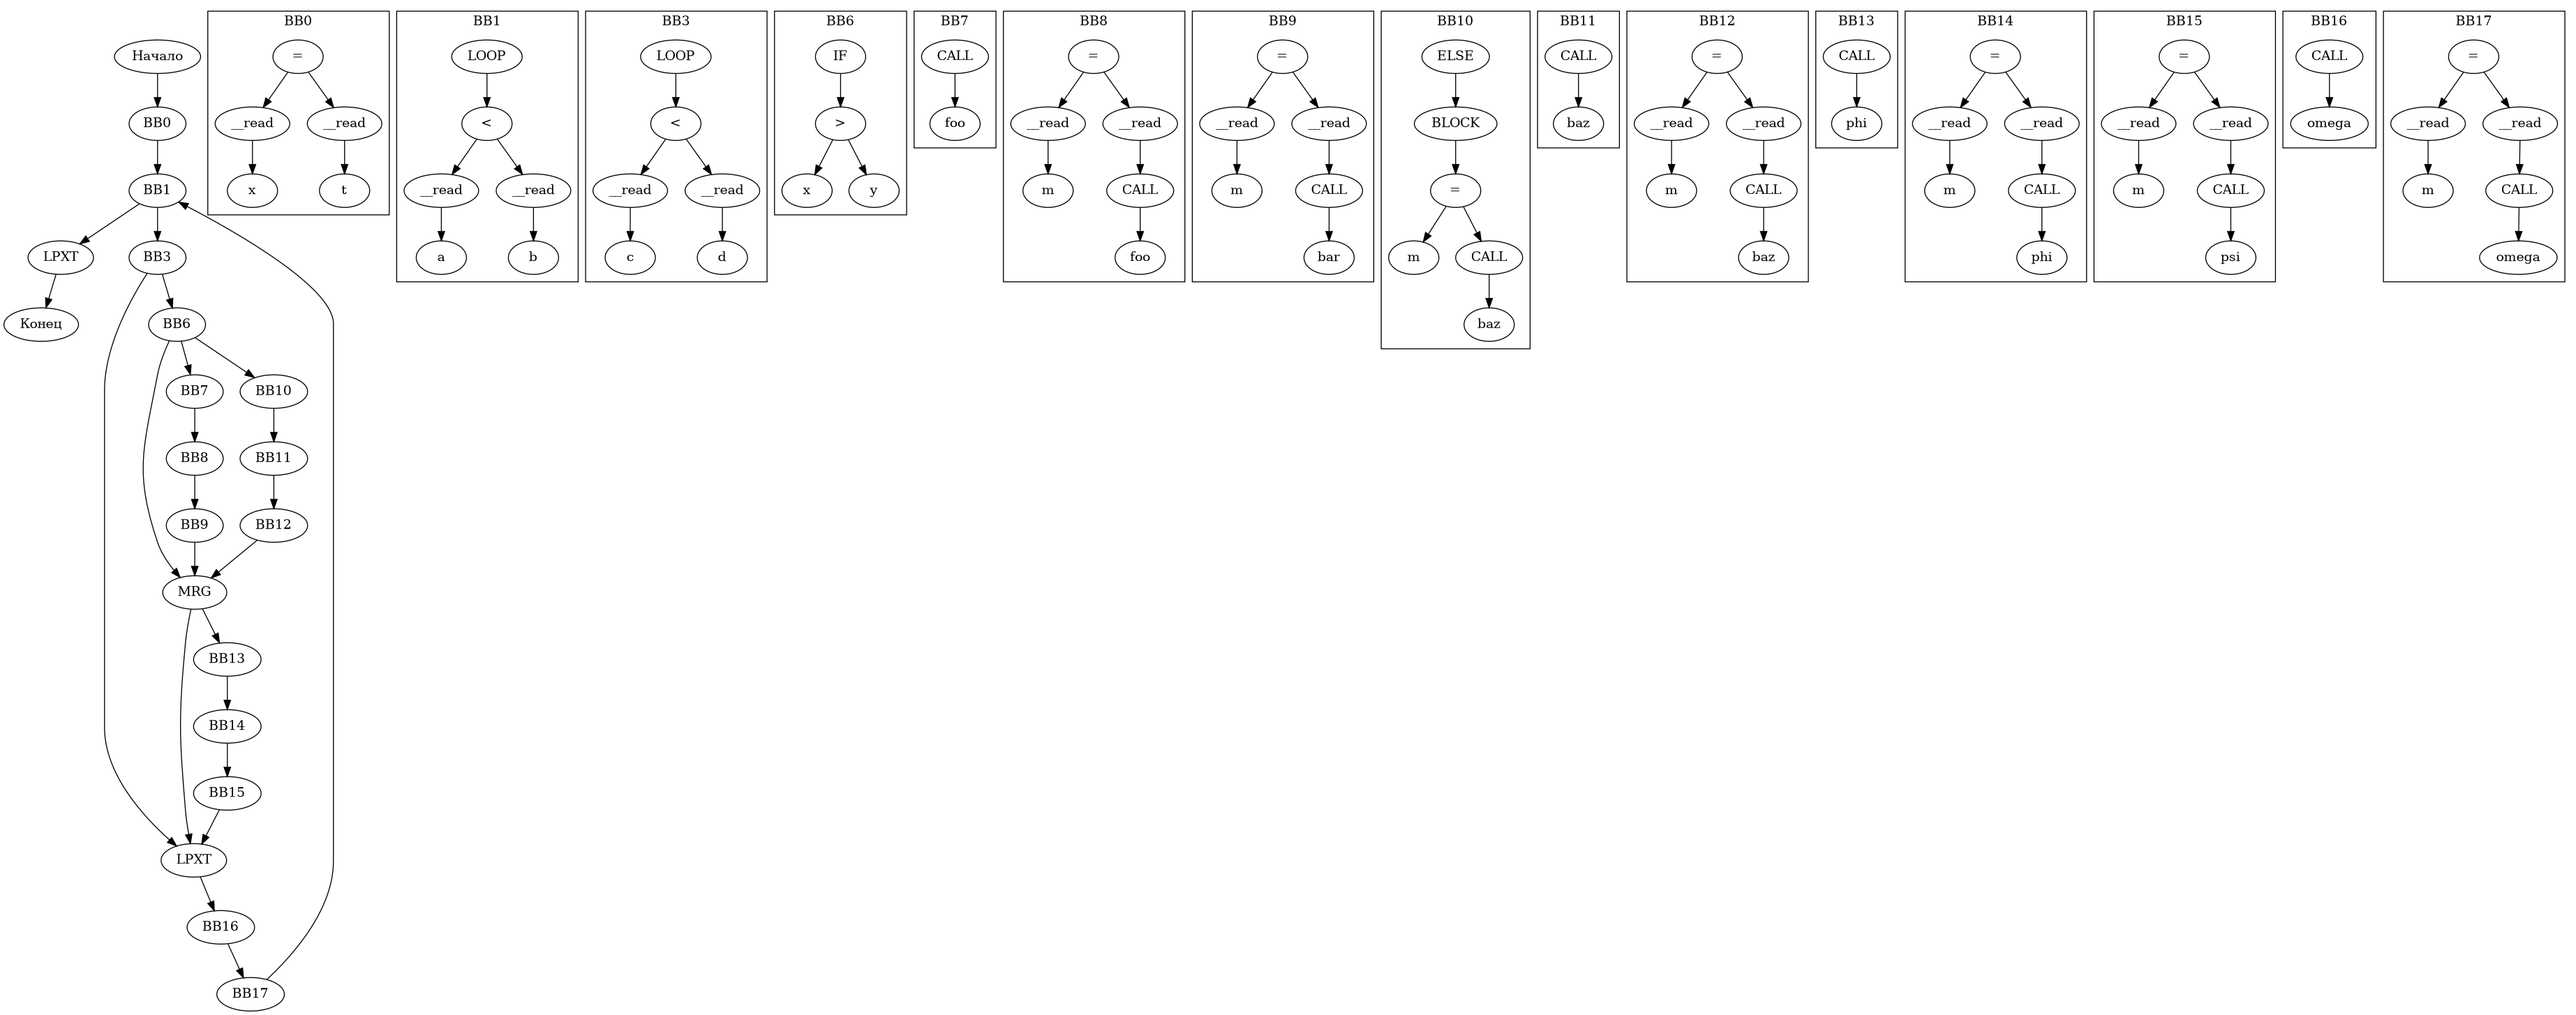 Начало
BB0
BB1
LPXT
BB3
Конец
BB6
BB7
BB10
BB8
BB11
BB9
BB12
MRG
BB13
BB14
BB15
LPXT
BB16
BB17
BB0
=
__read
__read
x
t
BB1
LOOP
<
__read
__read
a
b
BB3
LOOP
<
__read
__read
c
d
BB6
IF
>
x
y
BB7
CALL
foo
BB8
=
__read
__read
m
CALL
foo
BB9
=
__read
__read
m
CALL
bar
BB10
ELSE
BLOCK
=
m
CALL
baz
BB11
CALL
baz
BB12
=
__read
__read
m
CALL
baz
BB13
CALL
phi
BB14
=
__read
__read
m
CALL
phi
BB15
=
__read
__read
m
CALL
psi
BB16
CALL
omega
BB17
=
__read
__read
m
CALL
omega